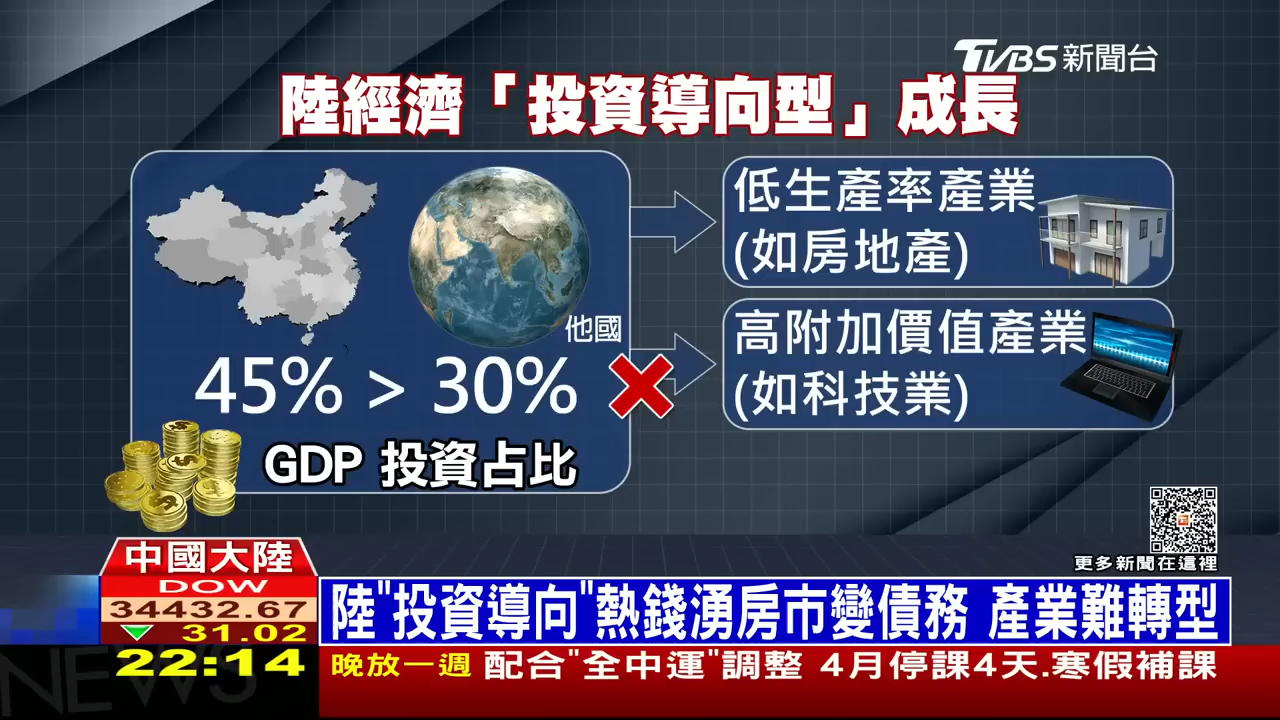 TVBS新聞台
陸經濟「投資導向型」成長
低生產率產業
(如房地產)
他國
高附加價值產業
(如科技業)
45% > 30%
GDP 投資占比
更多新聞在這裡
中國大陸
DOW
34432.67
31.02
陸"投資導向"熱錢湧房市變債務 產業難轉型
22:14
晚放一週 配合"全中運"調整 4月停課4天.寒假補課
NEWS